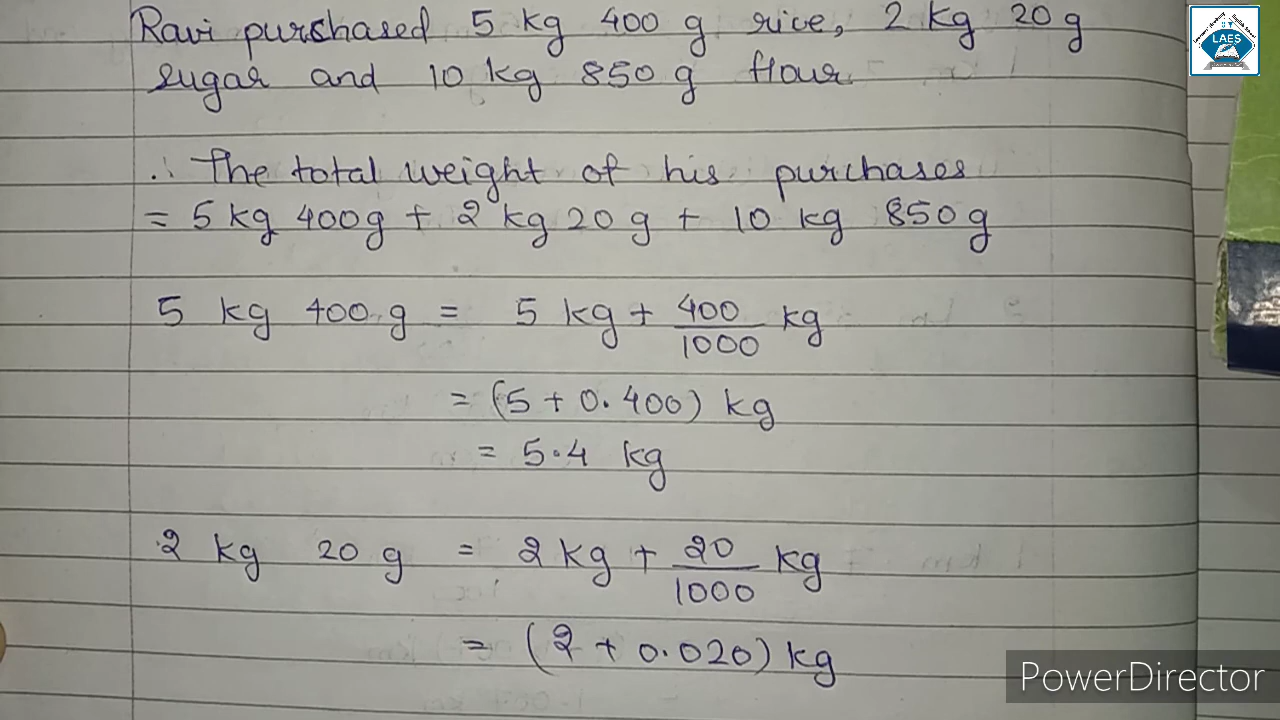 Ravi purchased 5 kg 400 g rice, 2 kg 20 g
sugar and 10 kg 850 g flour
∴ The total weight of his purchases
= 5 kg 400g + 2 kg 20 g + 10 kg 850 g
5 kg 400 g = 5 kg + 400/1000 kg
= (5 + 0.400) kg
= 5.4 kg
2 kg 20 g = 2 kg + 20/1000 kg
= (2 + 0.020) kg
LAES
PowerDirector